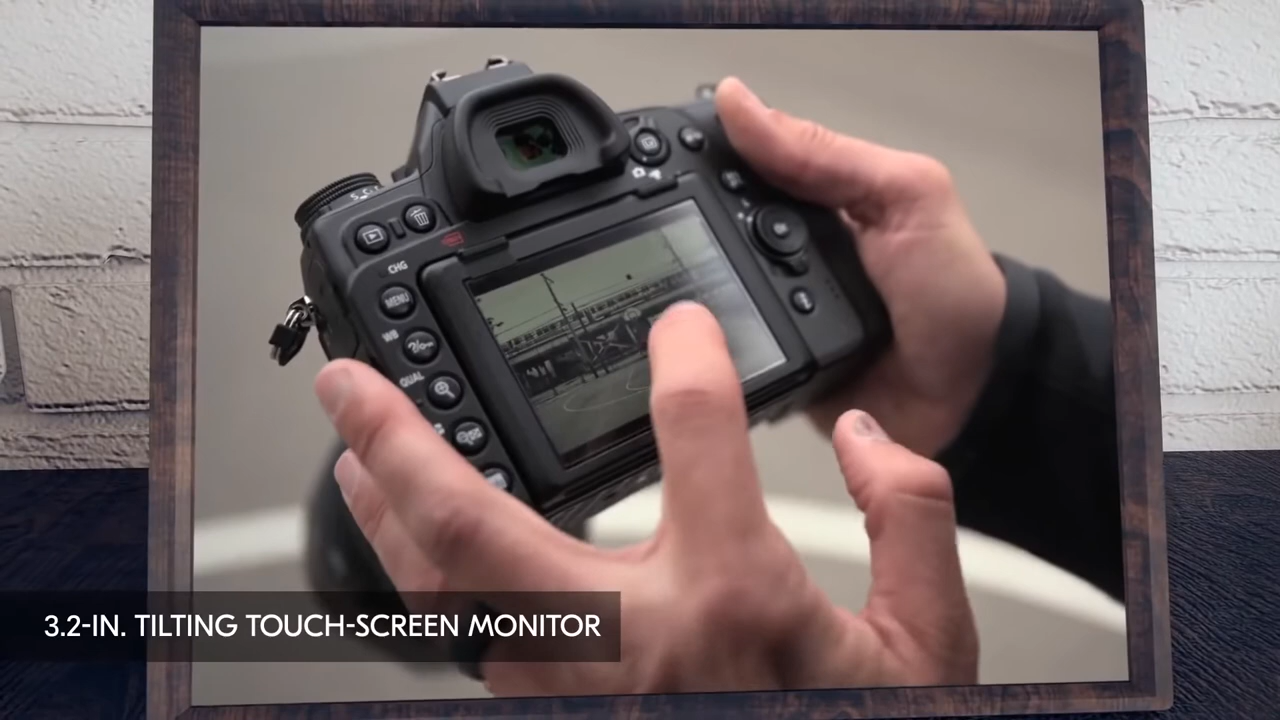 CHG
MENU
WB
QUAL
3.2-IN. TILTING TOUCH-SCREEN MONITOR